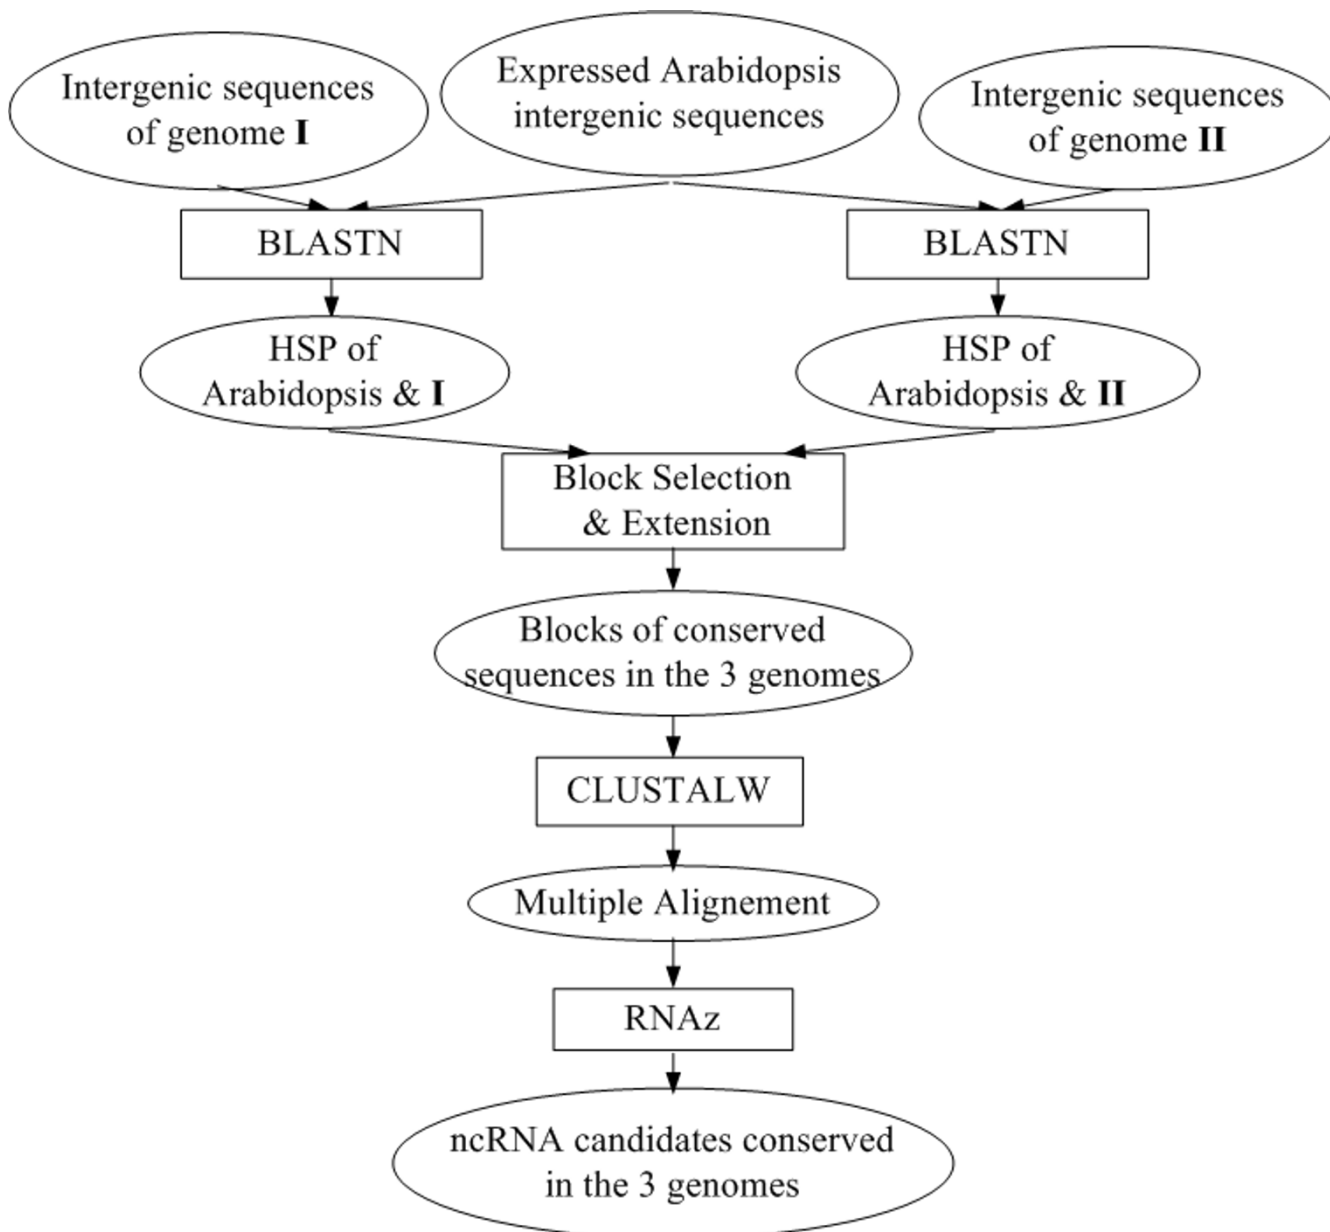 Intergenic sequences
of genome I
Expressed Arabidopsis
intergenic sequences
Intergenic sequences
of genome II
BLASTN
BLASTN
HSP of
Arabidopsis & I
HSP of
Arabidopsis & II
Block Selection
& Extension
Blocks of conserved
sequences in the 3 genomes
CLUSTALW
Multiple Alignement
RNAz
ncRNA candidates conserved
in the 3 genomes